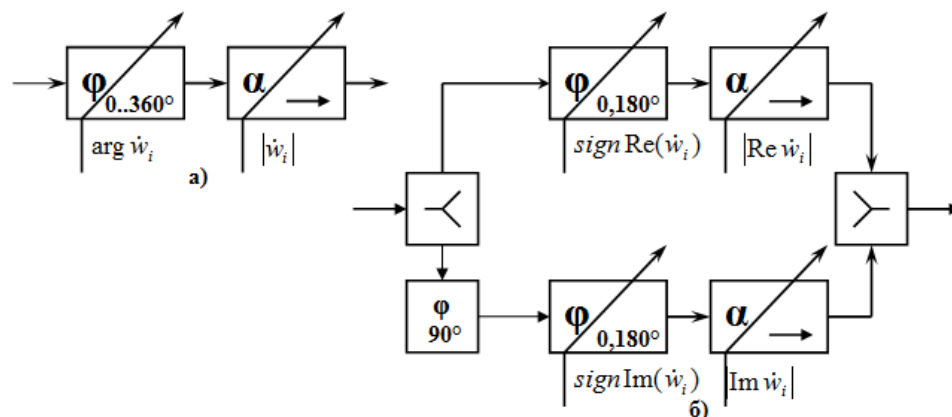 φ
0..360°
α
arg ẇᵢ
|ẇᵢ|
а)
φ
0,180°
α
sign Re(ẇᵢ)
|Re ẇᵢ|
φ
90°
φ
0,180°
α
sign Im(ẇᵢ)
|Im ẇᵢ|
б)